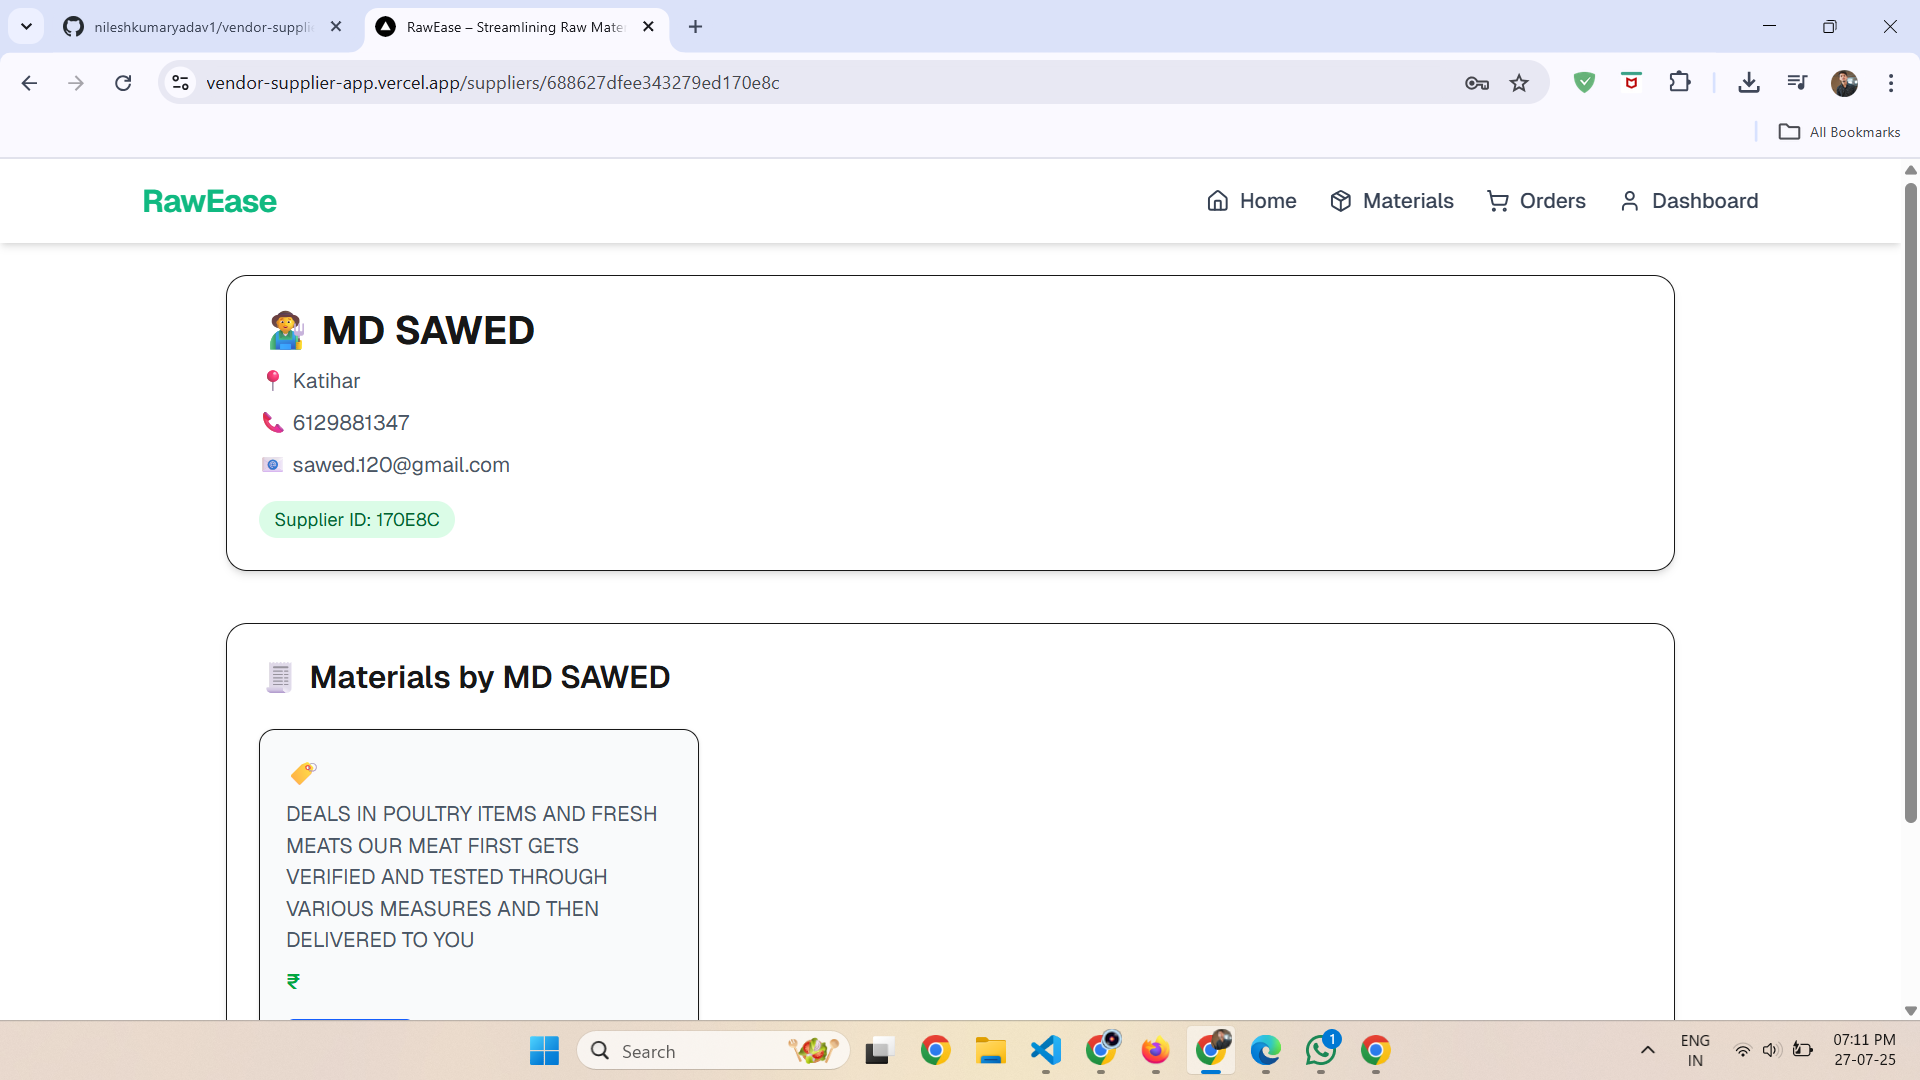 nileshkumaryadav1/vendor-suppli
RawEase – Streamlining Raw Mater
vendor-supplier-app.vercel.app/suppliers/688627dfee343279ed170e8c
All Bookmarks
RawEase
Home
Materials
Orders
Dashboard
MD SAWED
Katihar
6129881347
sawed.120@gmail.com
Supplier ID: 170E8C
Materials by MD SAWED
DEALS IN POULTRY ITEMS AND FRESH
MEATS OUR MEAT FIRST GETS
VERIFIED AND TESTED THROUGH
VARIOUS MEASURES AND THEN
DELIVERED TO YOU
₹
Search
1
ENG
IN
07:11 PM
27-07-25